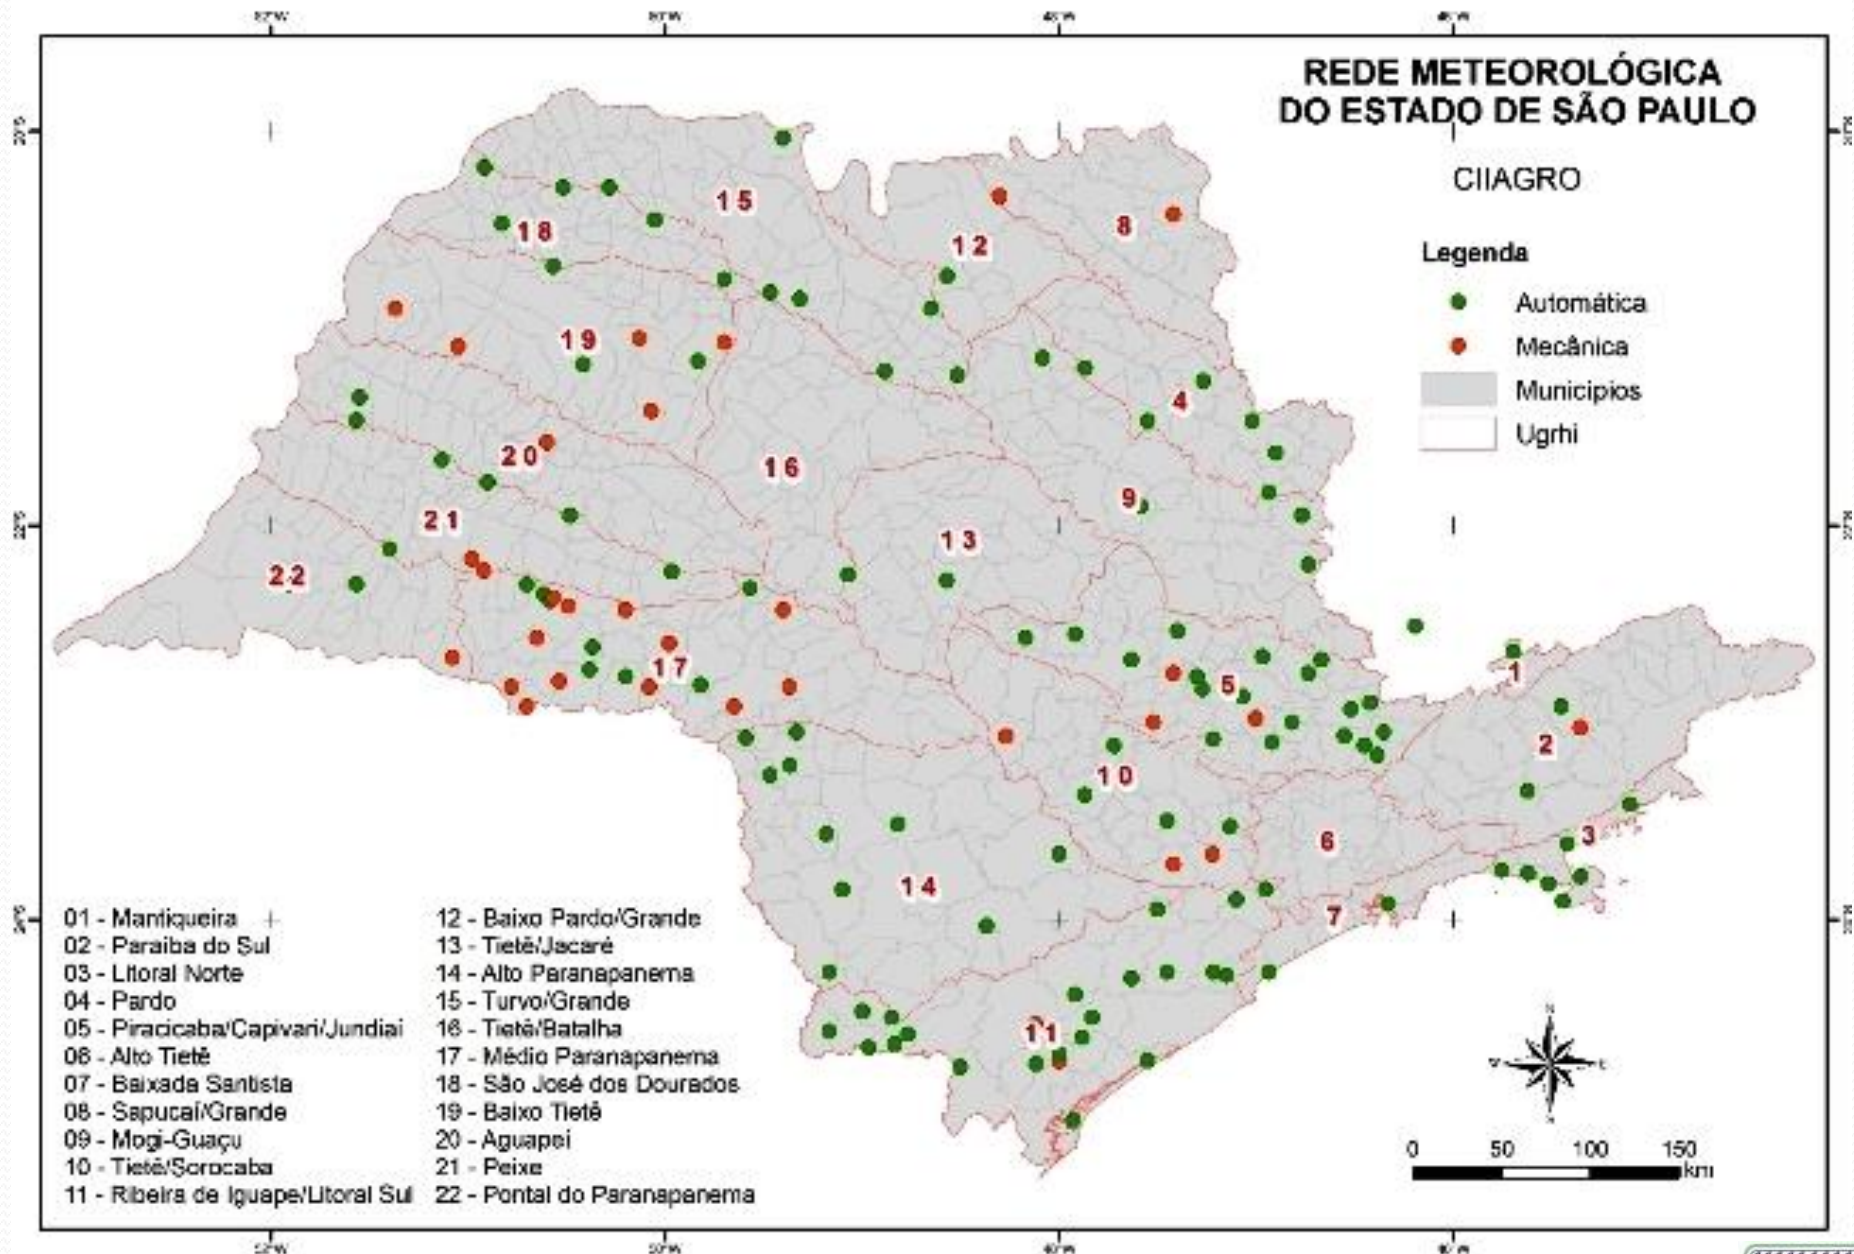 REDE METEOROLÓGICA
DO ESTADO DE SÃO PAULO
CIIAGRO
Legenda
Automática
Mecânica
Municípios
Ugrhi
15
18
12
8
19
4
20
16
9
21
13
22
17
5
1
2
10
6
3
14
7
11
01 - Mantiqueira
02 - Paraíba do Sul
03 - Litoral Norte
04 - Pardo
05 - Piracicaba/Capivari/Jundiaí
06 - Alto Tietê
07 - Baixada Santista
08 - Sapucaí/Grande
09 - Mogi-Guaçu
10 - Tietê/Sorocaba
11 - Ribeira de Iguape/Litoral Sul
12 - Baixo Pardo/Grande
13 - Tietê/Jacaré
14 - Alto Paranapanema
15 - Turvo/Grande
16 - Tietê/Batalha
17 - Médio Paranapanema
18 - São José dos Dourados
19 - Baixo Tietê
20 - Aguapeí
21 - Peixe
22 - Pontal do Paranapanema
0 50 100 150
km